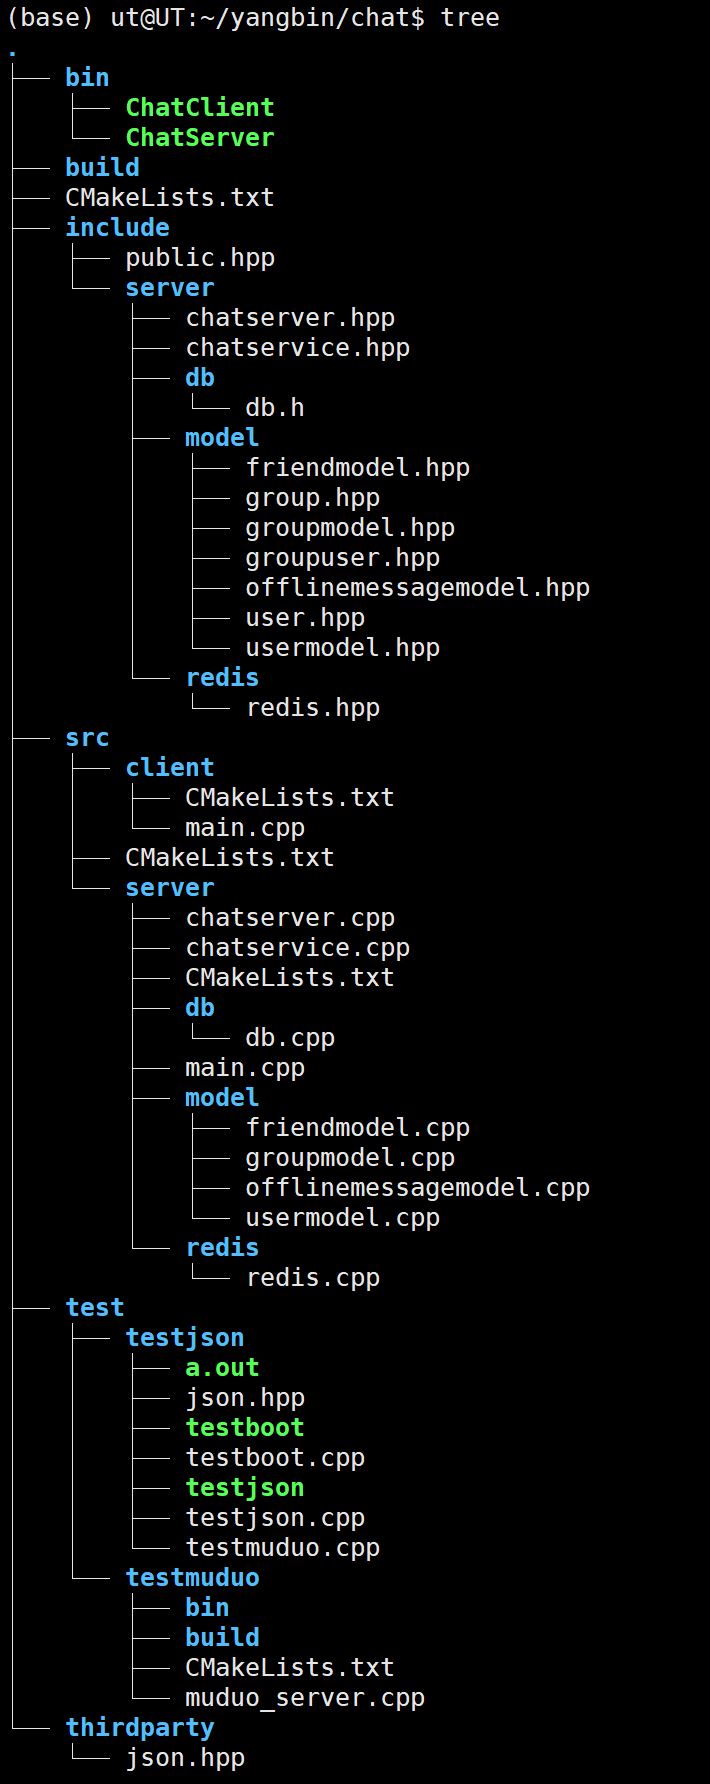 (base) ut@UT:~/yangbin/chat$ tree
.
├── bin
│   ├── ChatClient
│   └── ChatServer
├── build
├── CMakeLists.txt
├── include
│   ├── public.hpp
│   └── server
│       ├── chatserver.hpp
│       ├── chatservice.hpp
│       ├── db
│       │   └── db.h
│       ├── model
│       │   ├── friendmodel.hpp
│       │   ├── group.hpp
│       │   ├── groupmodel.hpp
│       │   ├── groupuser.hpp
│       │   ├── offlinemessagemodel.hpp
│       │   ├── user.hpp
│       │   └── usermodel.hpp
│       └── redis
│           └── redis.hpp
├── src
│   ├── client
│   │   ├── CMakeLists.txt
│   │   └── main.cpp
│   ├── CMakeLists.txt
│   └── server
│       ├── chatserver.cpp
│       ├── chatservice.cpp
│       ├── CMakeLists.txt
│       ├── db
│       │   └── db.cpp
│       ├── main.cpp
│       ├── model
│       │   ├── friendmodel.cpp
│       │   ├── groupmodel.cpp
│       │   ├── offlinemessagemodel.cpp
│       │   └── usermodel.cpp
│       └── redis
│           └── redis.cpp
├── test
│   ├── testjson
│   │   ├── a.out
│   │   ├── json.hpp
│   │   ├── testboot
│   │   ├── testboot.cpp
│   │   ├── testjson
│   │   ├── testjson.cpp
│   │   └── testmuduo.cpp
│   └── testmuduo
│       ├── bin
│       ├── build
│       ├── CMakeLists.txt
│       └── muduo_server.cpp
└── thirdparty
    └── json.hpp